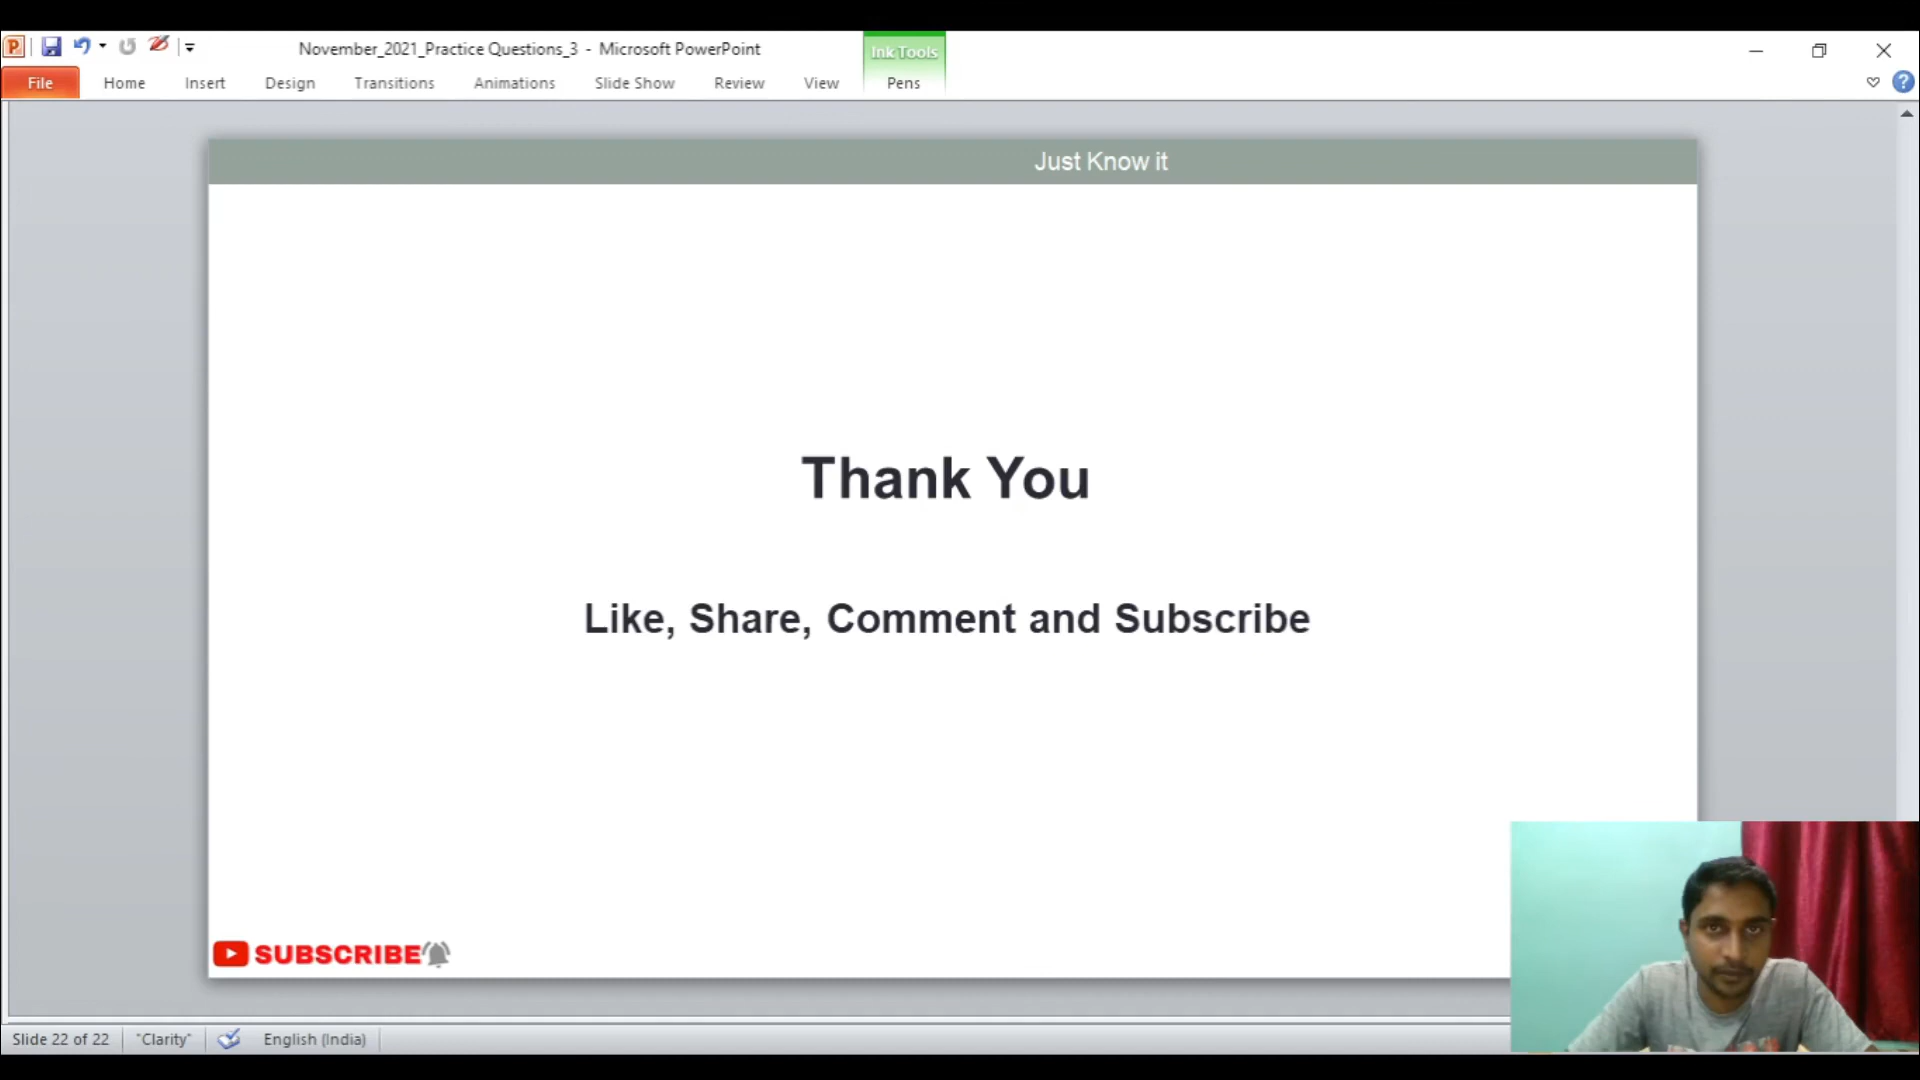 November_2021_Practice Questions_3 - Microsoft PowerPoint
Ink Tools
File Home Insert Design Transitions Animations Slide Show Review View Pens
Just Know it
Thank You
Like, Share, Comment and Subscribe
SUBSCRIBE
Slide 22 of 22 "Clarity" English (India)